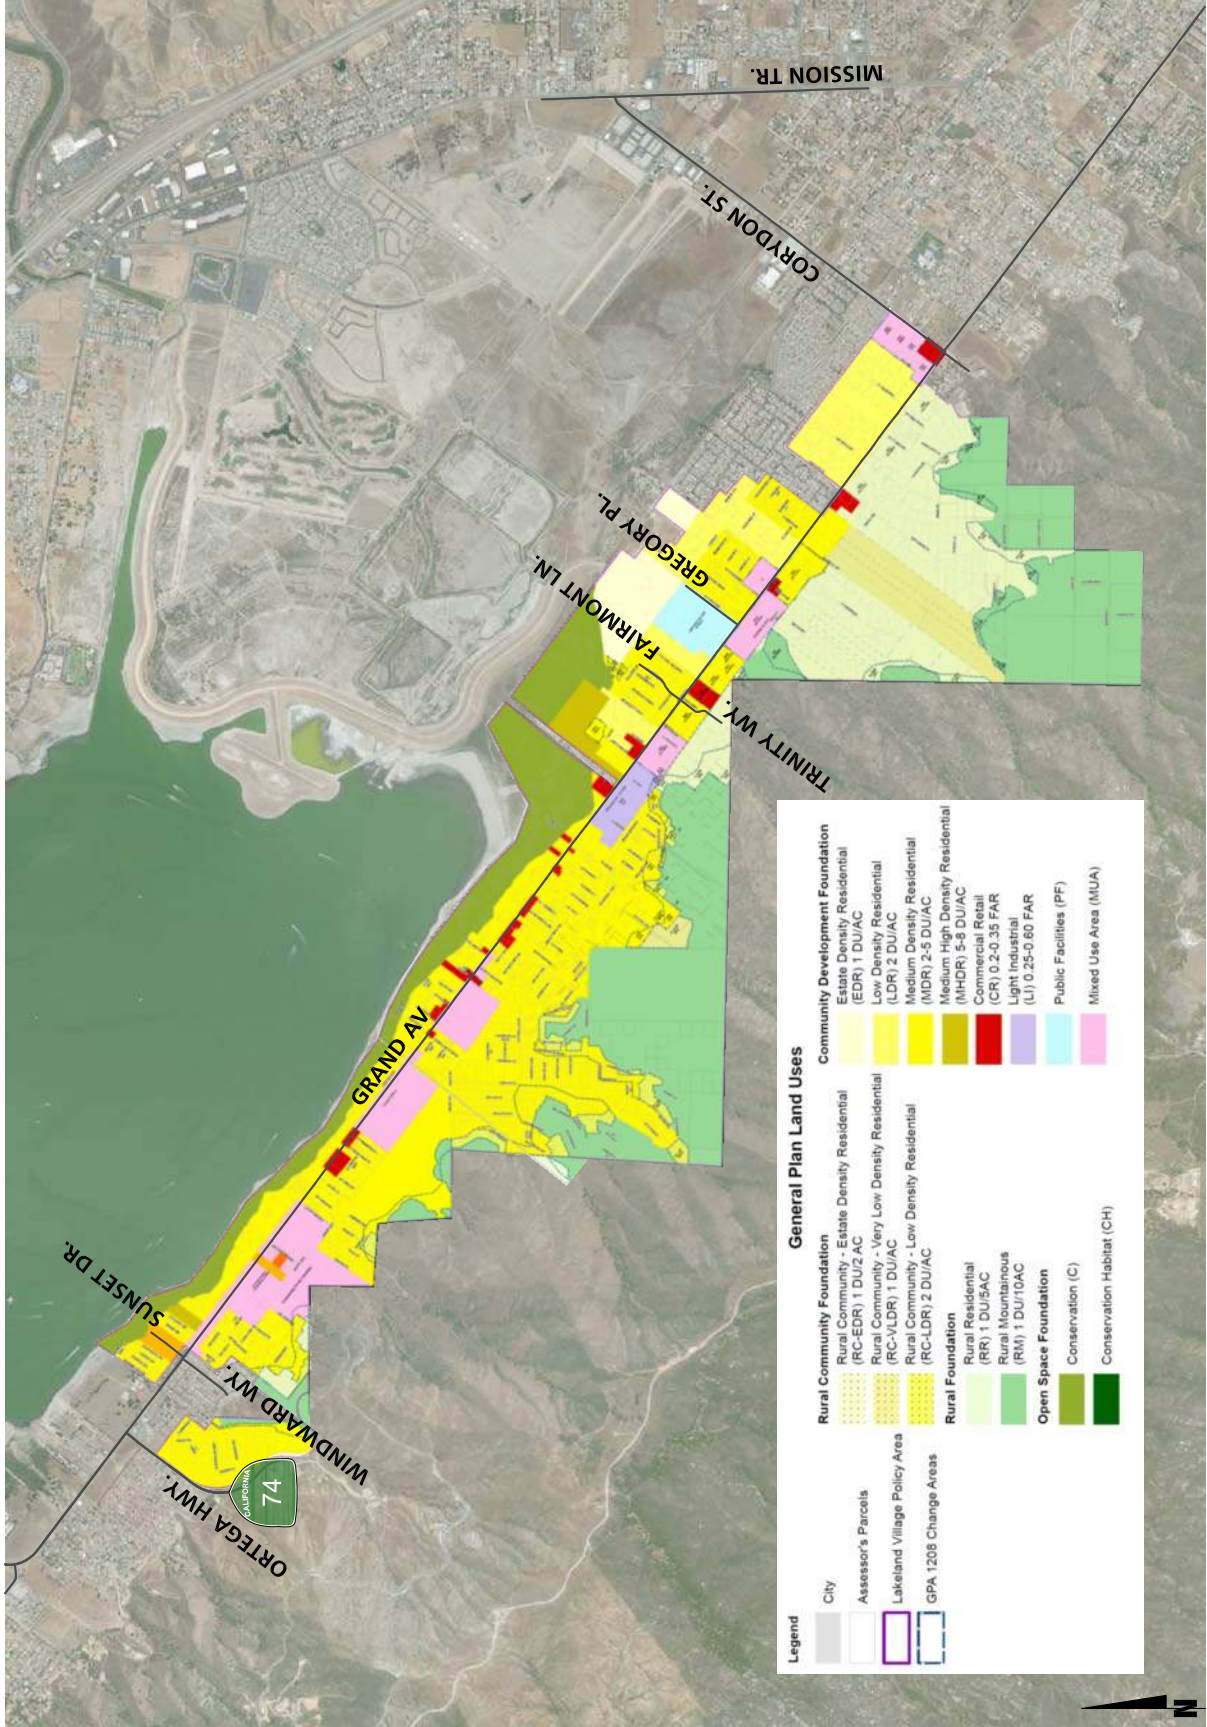 MISSION TR.
CORYDON ST.
GREGORY PL.
FAIRMONT LN.
TRINITY WY.
GRAND AV
SUNSET DR.
WINDWARD WY.
ORTEGA HWY.
CALIFORNIA
74
General Plan Land Uses
Legend
City
Assessor's Parcels
Lakeland Village Policy Area
GPA 1208 Change Areas
Rural Community Foundation
Rural Community - Estate Density Residential
(RC-EDR) 1 DU/2 AC
Rural Community - Very Low Density Residential
(RC-VLDR) 1 DU/AC
Rural Community - Low Density Residential
(RC-LDR) 2 DU/AC
Rural Foundation
Rural Residential
(RR) 1 DU/5AC
Rural Mountainous
(RM) 1 DU/10AC
Open Space Foundation
Conservation (C)
Conservation Habitat (CH)
Community Development Foundation
Estate Density Residential
(EDR) 1 DU/AC
Low Density Residential
(LDR) 2 DU/AC
Medium Density Residential
(MDR) 2-5 DU/AC
Medium High Density Residential
(MHDR) 5-8 DU/AC
Commercial Retail
(CR) 0.2-0.35 FAR
Light Industrial
(LI) 0.25-0.60 FAR
Public Facilities (PF)
Mixed Use Area (MUA)
N